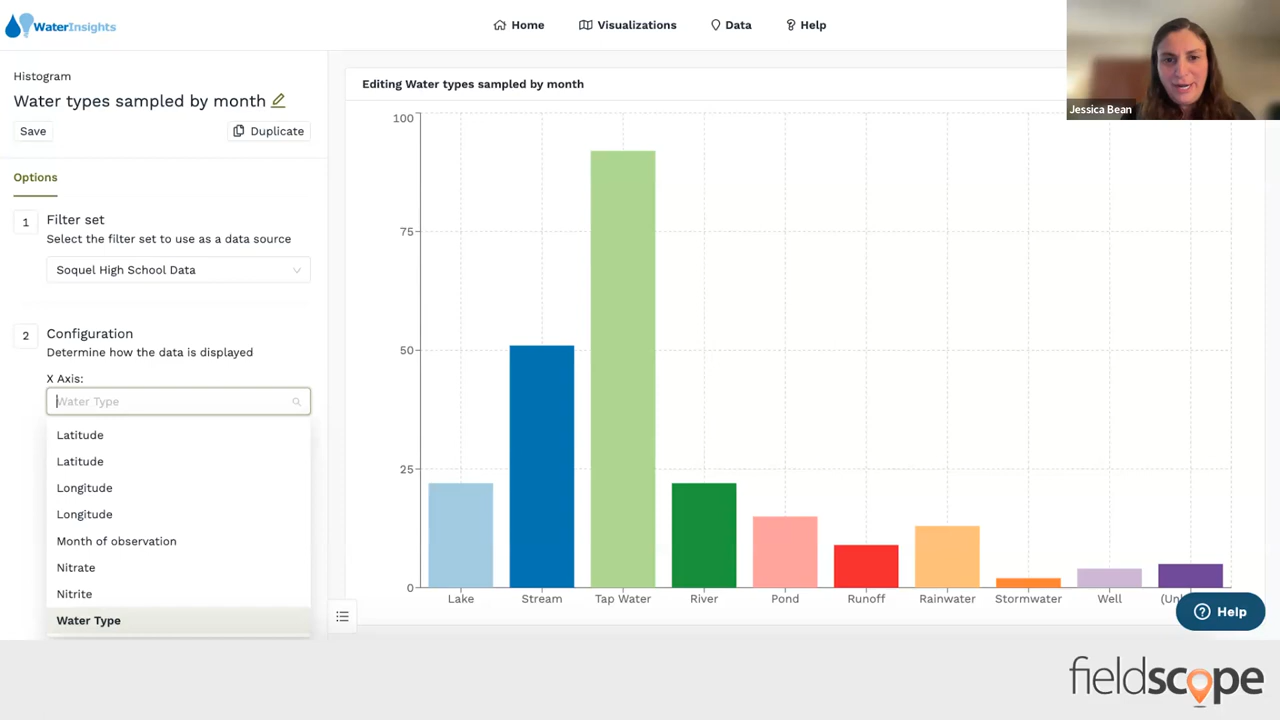 WaterInsights
Home
Visualizations
Data
Help
Jessica Bean
Histogram
Water types sampled by month
Save
Duplicate
Options
1
Filter set
Select the filter set to use as a data source
Soquel High School Data
2
Configuration
Determine how the data is displayed
X Axis:
Water Type
Latitude
Latitude
Longitude
Longitude
Month of observation
Nitrate
Nitrite
Water Type
Editing Water types sampled by month
100
75
50
25
0
Lake Stream Tap Water River Pond Runoff Rainwater Stormwater Well
Help
fieldscope